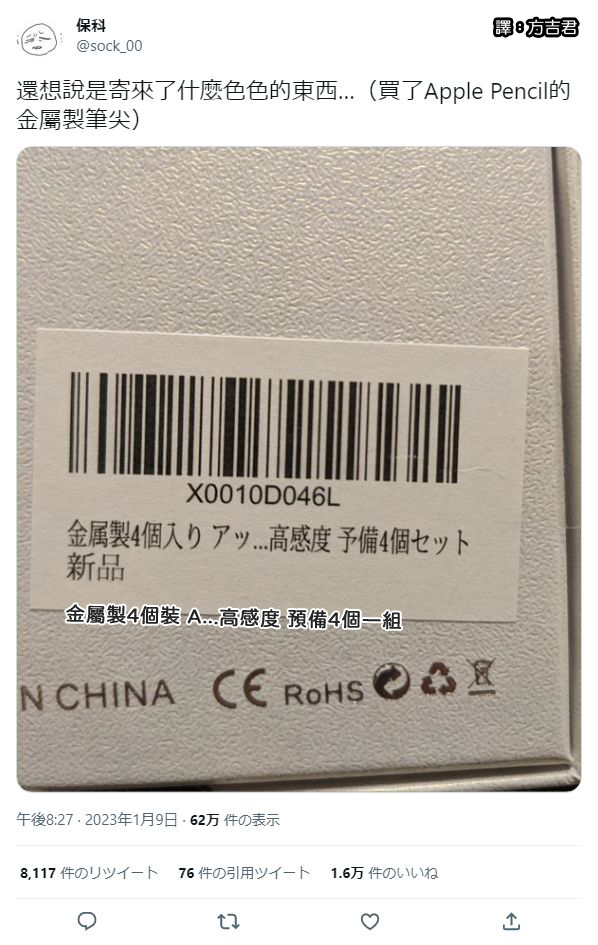 保科
@sock_00
譯@方吉君
還想說是寄來了什麼色色的東西...（買了Apple Pencil的
金屬製筆尖）
X0010D046L
金属製4個入り アッ...高感度 予備4個セット
新品
金屬製4個裝 A...高感度 預備4個一組
N CHINA CE RoHS
午後8:27 · 2023年1月9日 · 62万 件の表示
8,117 件のリツイート 76 件の引用ツイート 1.6万 件のいいね